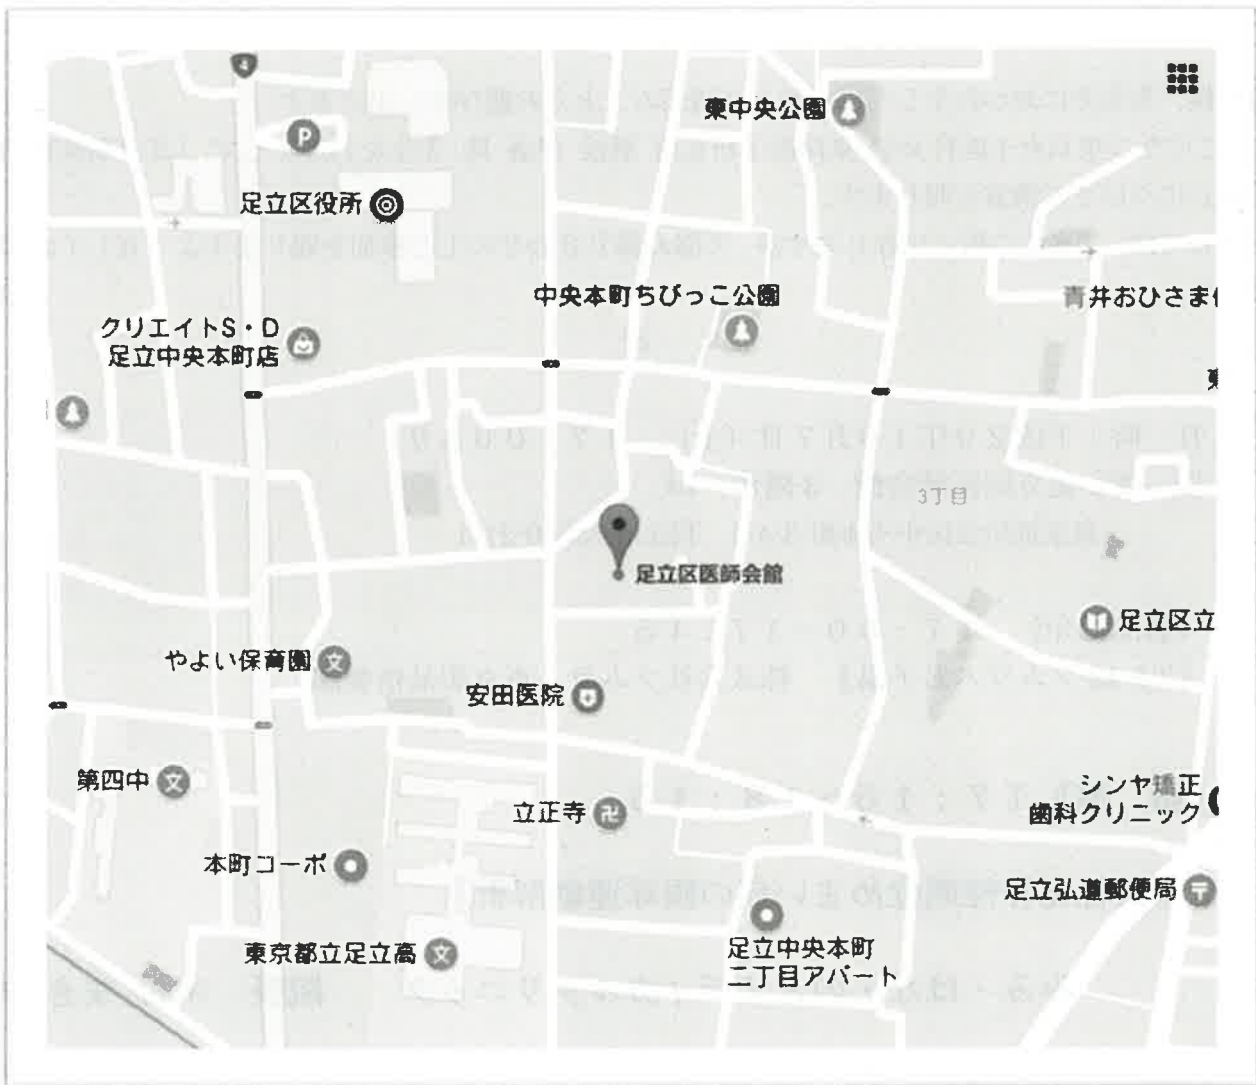 4
東中央公園
P
足立区役所
中央本町ちびっこ公園
青井おひさま
クリエイトS・D
足立中央本町店
3丁目
足立区医師会館
足立区立
やよい保育園
文
安田医院
第四中
文
シンヤ矯正
歯科クリニック
立正寺
卍
本町コーポ
足立弘道郵便局
〒
東京都立足立高
文
足立中央本町
二丁目アパート